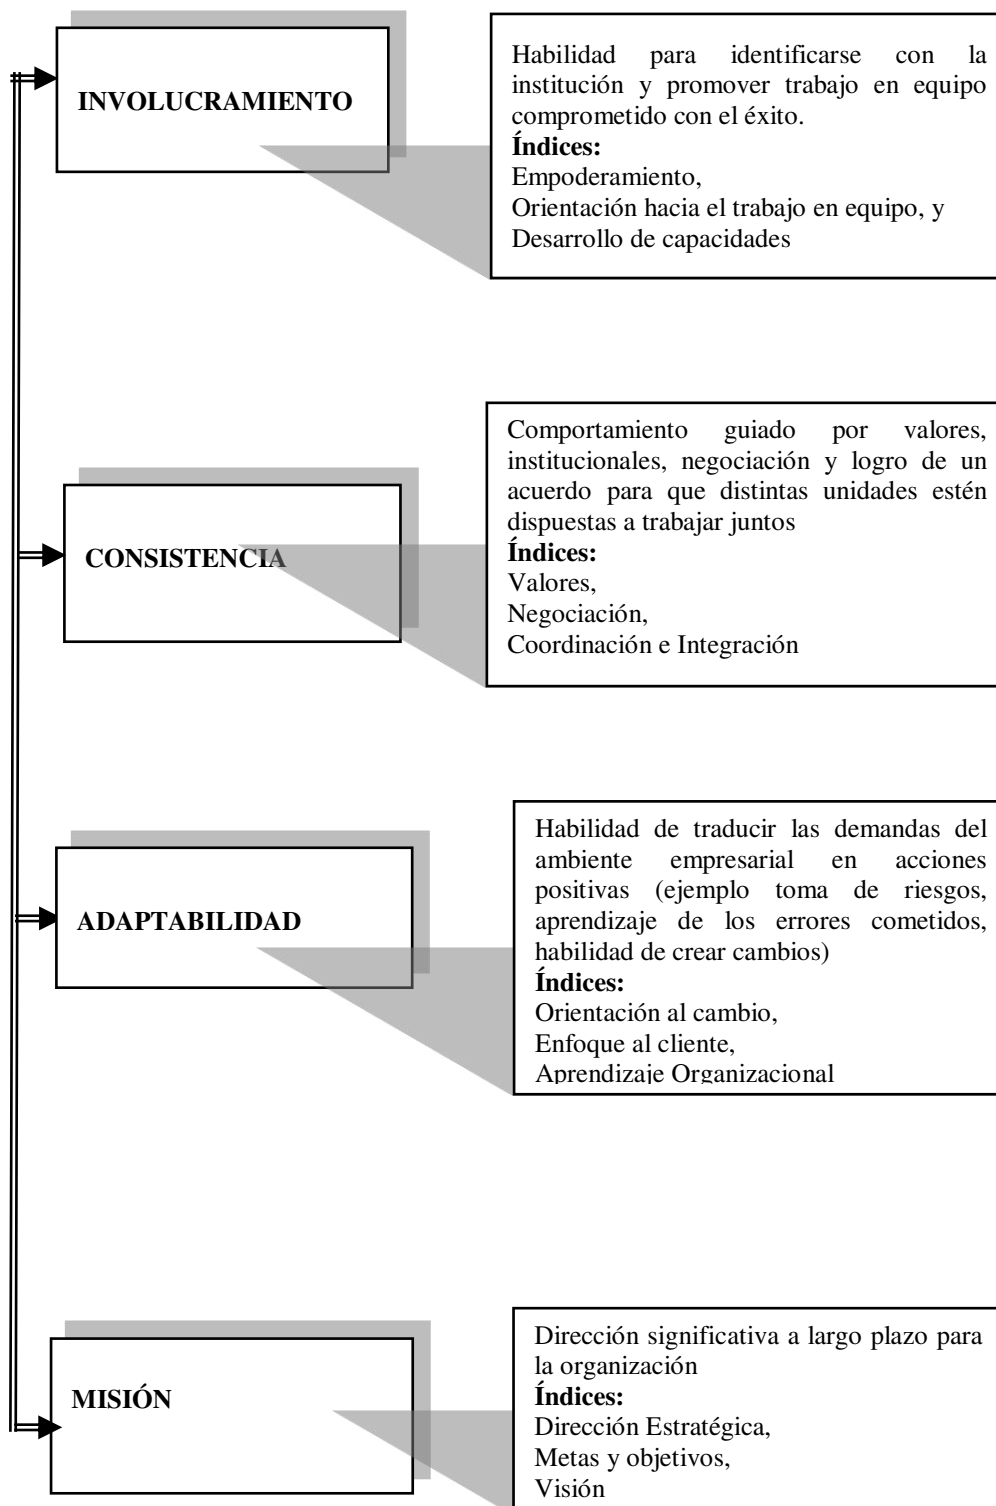 INVOLUCRAMIENTO
Habilidad para identificarse con la
institución y promover trabajo en equipo
comprometido con el éxito.
Índices:
Empoderamiento,
Orientación hacia el trabajo en equipo, y
Desarrollo de capacidades
CONSISTENCIA
Comportamiento guiado por valores,
institucionales, negociación y logro de un
acuerdo para que distintas unidades estén
dispuestas a trabajar juntos
Índices:
Valores,
Negociación,
Coordinación e Integración
ADAPTABILIDAD
Habilidad de traducir las demandas del
ambiente empresarial en acciones
positivas (ejemplo toma de riesgos,
aprendizaje de los errores cometidos,
habilidad de crear cambios)
Índices:
Orientación al cambio,
Enfoque al cliente,
Aprendizaje Organizacional
MISIÓN
Dirección significativa a largo plazo para
la organización
Índices:
Dirección Estratégica,
Metas y objetivos,
Visión